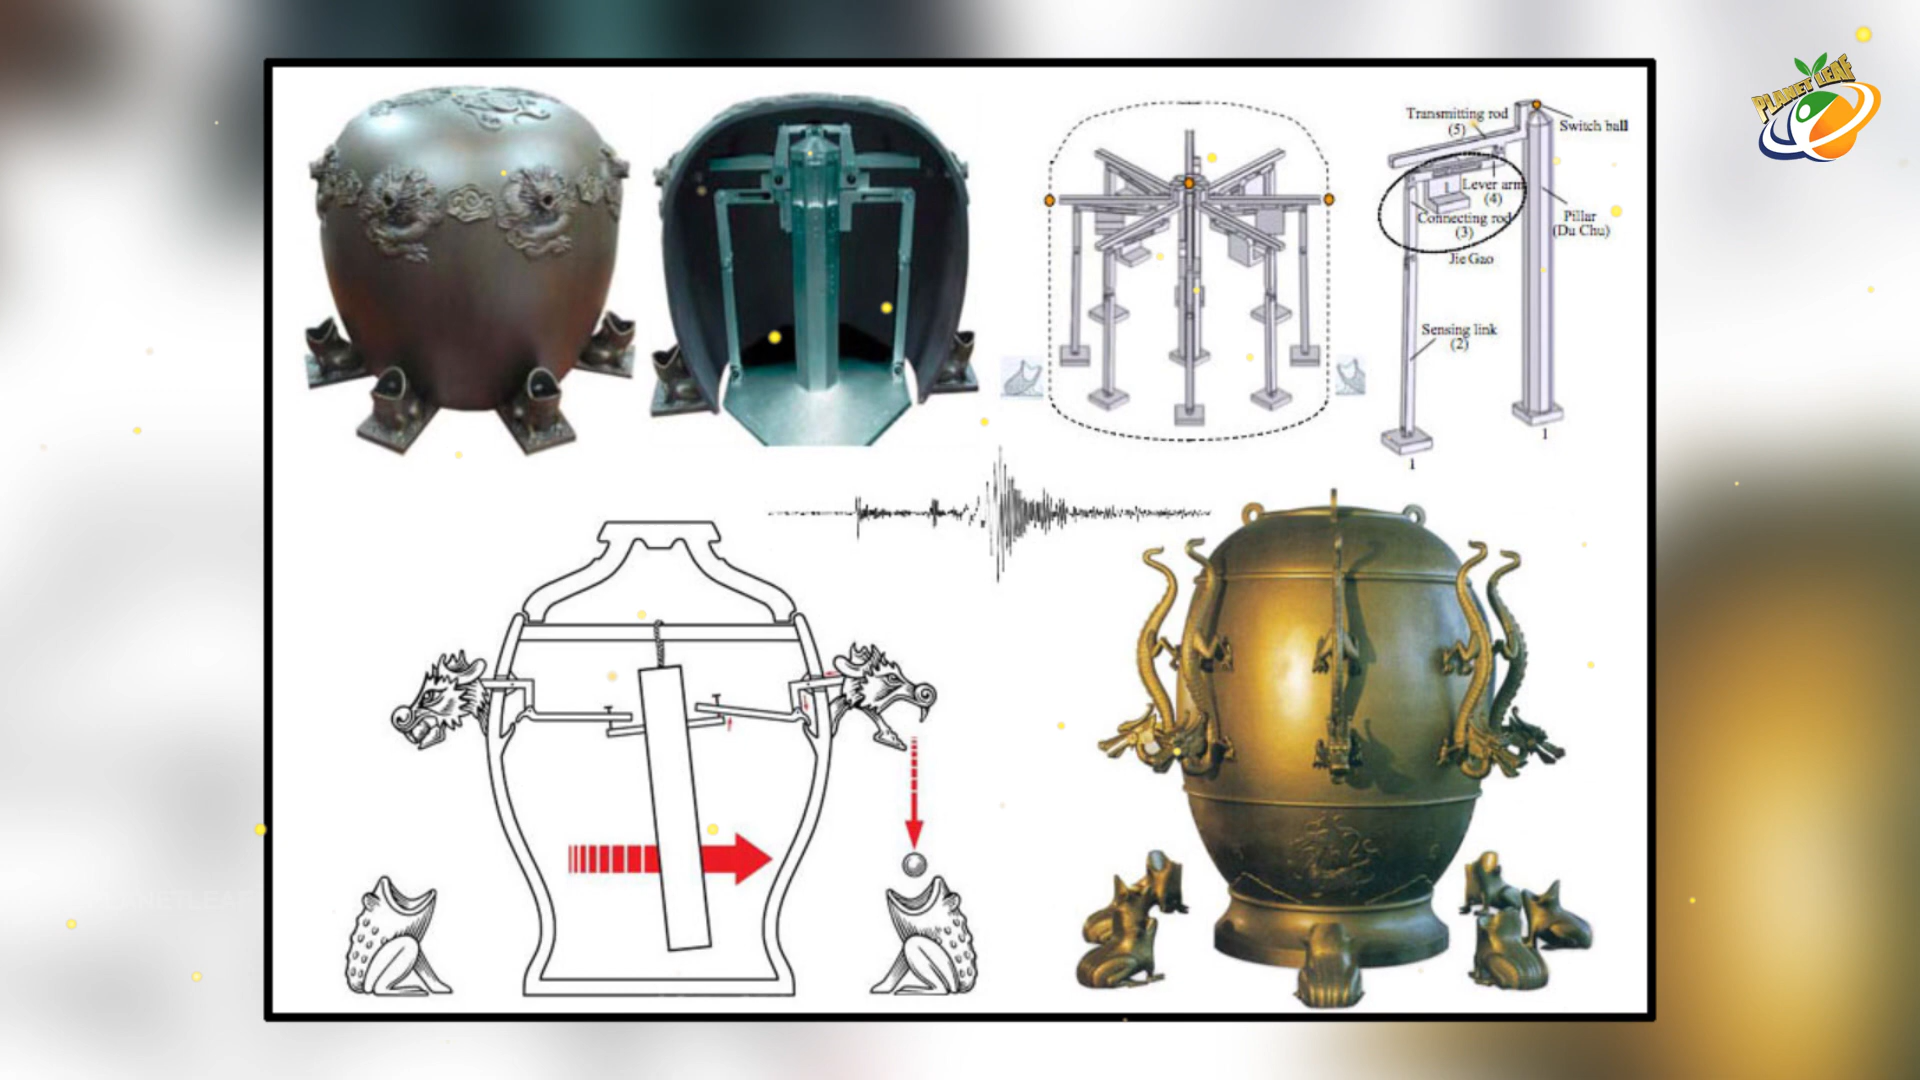 PLANET LEAF
Transmitting rod
(5)
Switch ball
Lever arm
(4)
Connecting rod
(3)
Pillar
(Du Chu)
Jie Gao
Sensing link
(2)
1
1
PLANETLEAF